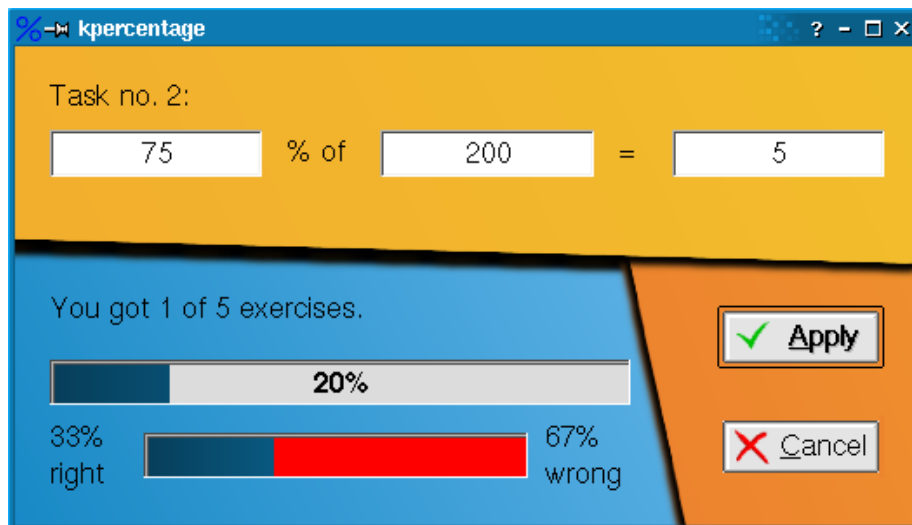 kpercentage
Task no. 2:
75 % of 200 = 5
You got 1 of 5 exercises.
Apply
20%
33% right
67% wrong
Cancel